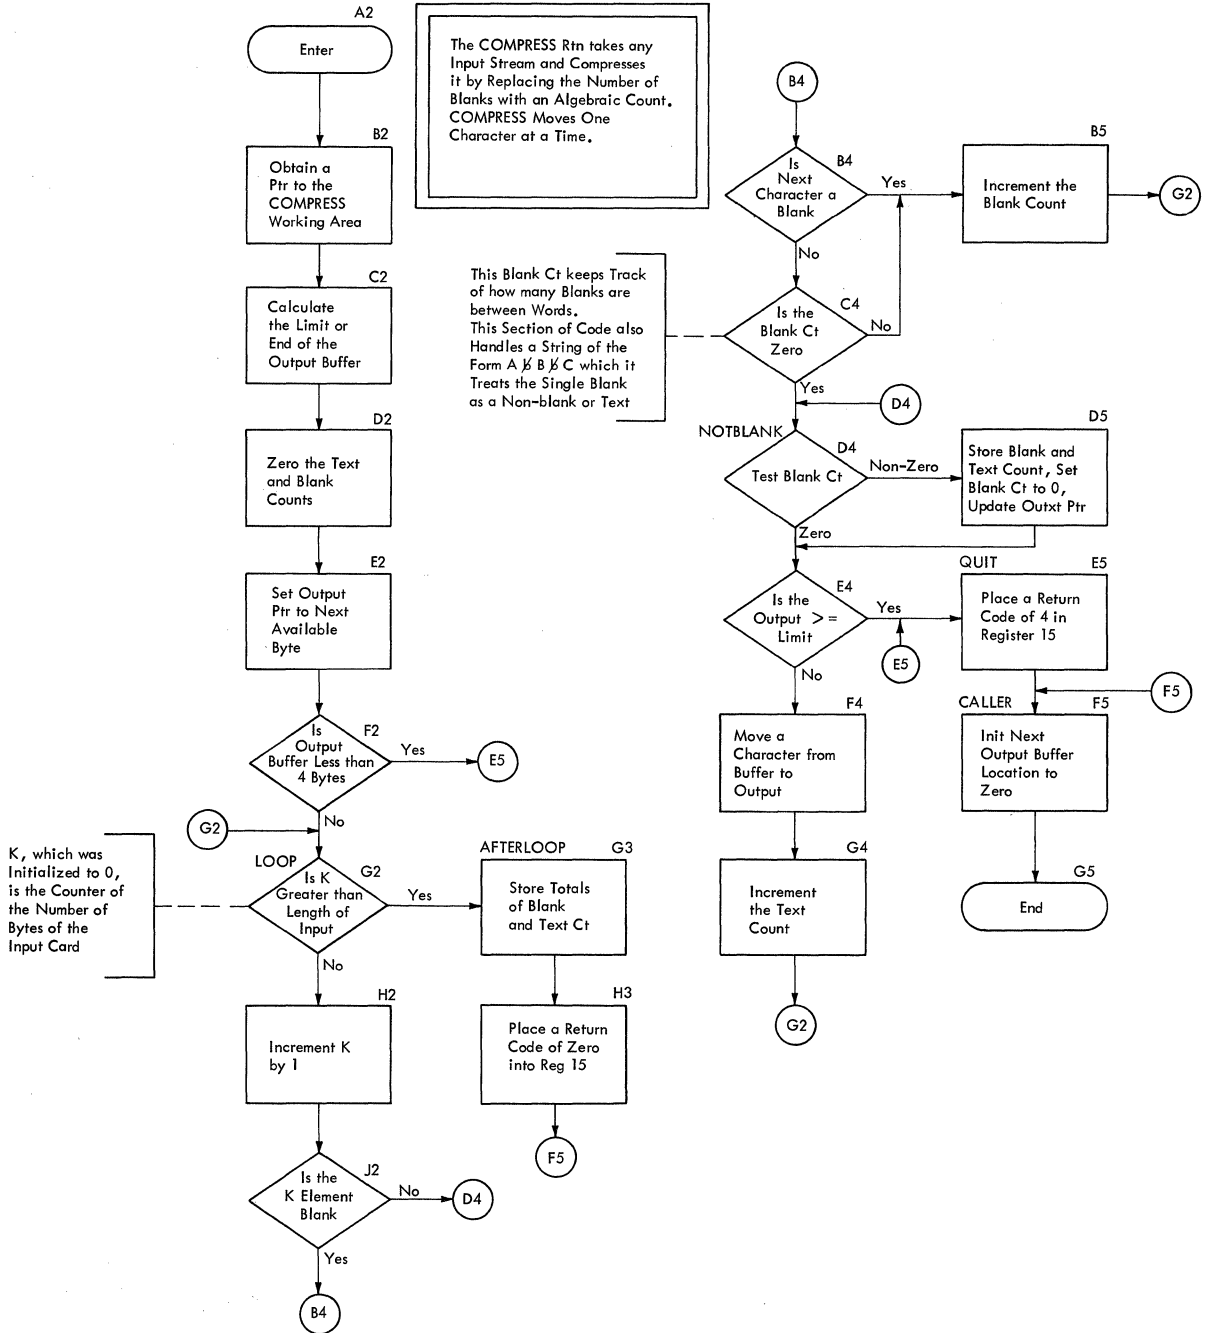 A2
Enter
The COMPRESS Rtn takes any
Input Stream and Compresses
it by Replacing the Number of
Blanks with an Algebraic Count.
COMPRESS Moves One
Character at a Time.
B2
Obtain a
Ptr to the
COMPRESS
Working Area
C2
Calculate
the Limit or
End of the
Output Buffer
D2
Zero the Text
and Blank
Counts
E2
Set Output
Ptr to Next
Available
Byte
F2
Is
Output
Buffer Less than
4 Bytes
Yes
E5
No
G2
K, which was
Initialized to 0,
is the Counter of
the Number of
Bytes of the
Input Card
LOOP
G2
Is K
Greater than
Length of
Input
Yes
No
AFTERLOOP
G3
Store Totals
of Blank
and Text Ct
H3
Place a Return
Code of Zero
into Reg 15
F5
H2
Increment K
by 1
J2
Is the
K Element
Blank
No
D4
Yes
B4
B4
B4
Is
Next
Character a
Blank
Yes
No
B5
Increment the
Blank Count
G2
This Blank Ct keeps Track
of how many Blanks are
between Words.
This Section of Code also
Handles a String of the
Form A b̸ B b̸ C which it
Treats the Single Blank
as a Non-blank or Text
C4
Is the
Blank Ct
Zero
No
Yes
D4
NOTBLANK
D4
Test Blank Ct
Non-Zero
Zero
D5
Store Blank and
Text Count, Set
Blank Ct to 0,
Update Outxt Ptr
E4
Is the
Output >=
Limit
Yes
E5
No
QUIT
E5
Place a Return
Code of 4 in
Register 15
F5
CALLER
F5
Init Next
Output Buffer
Location to
Zero
G5
End
F4
Move a
Character from
Buffer to
Output
G4
Increment
the Text
Count
G2